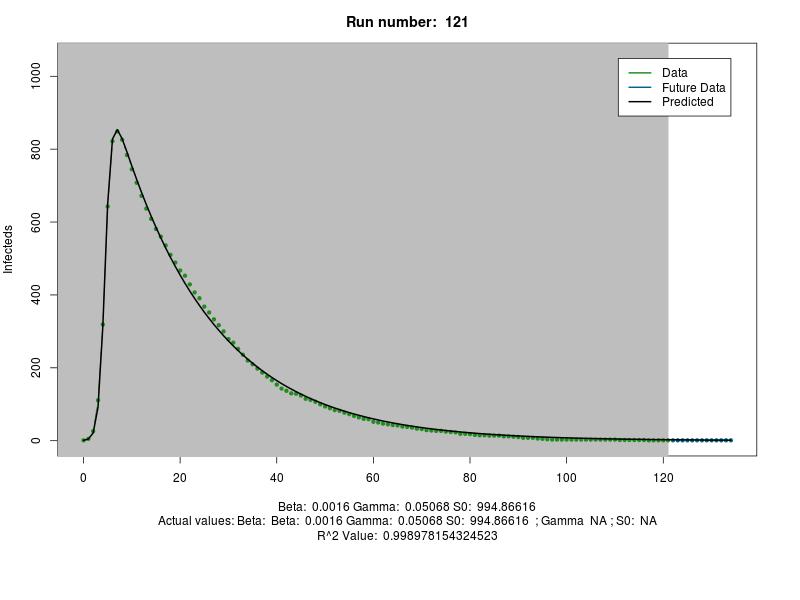 Run number: 121
Data
Future Data
Predicted
Infecteds
1000
800
600
400
200
0
0 20 40 60 80 100 120
Beta: 0.0016 Gamma: 0.05068 S0: 994.86616
Actual values: Beta: Beta: 0.0016 Gamma: 0.05068 S0: 994.86616 ; Gamma NA ; S0: NA
R^2 Value: 0.998978154324523